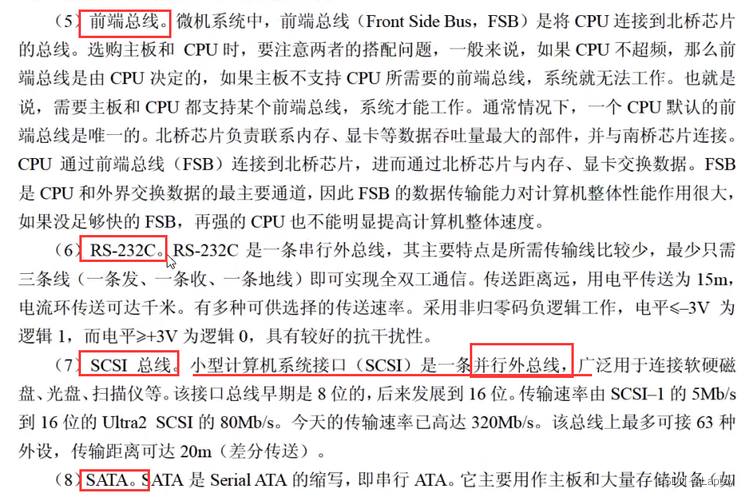 （5）前端总线。微机系统中，前端总线（Front Side Bus，FSB）是将 CPU 连接到北桥芯片
的总线。选购主板和 CPU 时，要注意两者的搭配问题，一般来说，如果 CPU 不超频，那么前
端总线是由 CPU 决定的，如果主板不支持 CPU 所需要的前端总线，系统就无法工作。也就是
说，需要主板和 CPU 都支持某个前端总线，系统才能工作。通常情况下，一个 CPU 默认的前
端总线是唯一的。北桥芯片负责联系内存、显卡等数据吞吐量最大的部件，并与南桥芯片连接。
CPU 通过前端总线（FSB）连接到北桥芯片，进而通过北桥芯片与内存、显卡交换数据。FSB
是 CPU 和外界交换数据的最主要通道，因此 FSB 的数据传输能力对计算机整体性能作用很大，
如果没足够快的 FSB，再强的 CPU 也不能明显提高计算机整体速度。
（6）RS-232C。RS-232C 是一条串行外总线，其主要特点是所需传输线比较少，最少只需
三条线（一条发、一条收、一条地线）即可实现全双工通信。传送距离远，用电平传送为 15m，
电流环传送可达千米。有多种可供选择的传送速率。采用非归零码负逻辑工作，电平≤–3V 为
逻辑 1，而电平≥+3V 为逻辑 0，具有较好的抗干扰性。
（7）SCSI 总线。小型计算机系统接口（SCSI）是一条并行外总线，广泛用于连接软硬磁
盘、光盘、扫描仪等。该接口总线早期是 8 位的，后来发展到 16 位。传输速率由 SCSI–1 的 5Mb/s
到 16 位的 Ultra2 SCSI 的 80Mb/s。今天的传输速率已高达 320Mb/s。该总线上最多可接 63 种
外设，传输距离可达 20m（差分传送）。
（8）SATA。SATA 是 Serial ATA 的缩写，即串行 ATA。它主要用作主板和大量存储设备（如